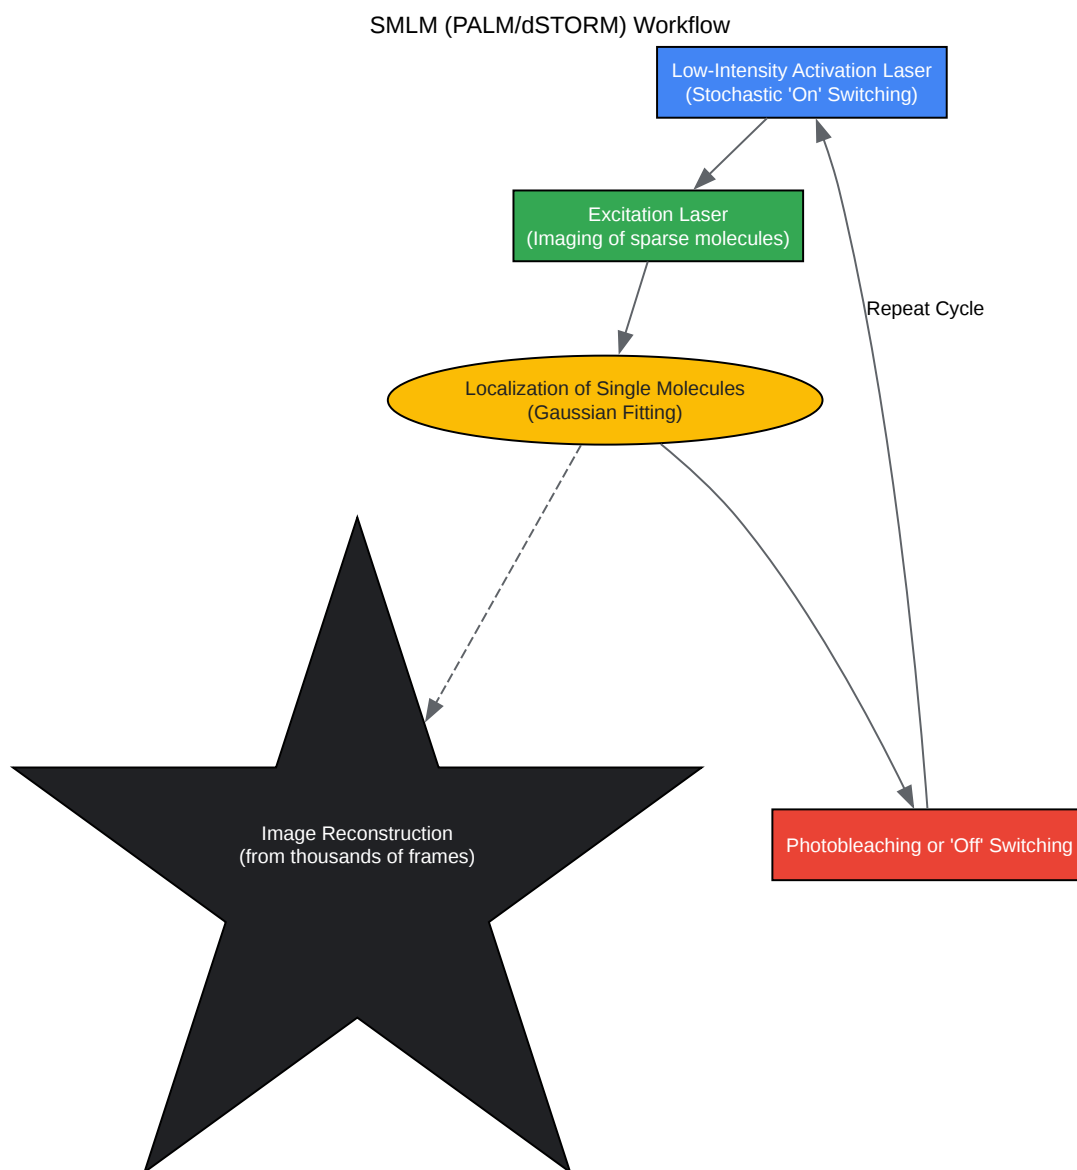 SMLM (PALM/dSTORM) Workflow
Low-Intensity Activation Laser
(Stochastic 'On' Switching)
Excitation Laser
(Imaging of sparse molecules)
Repeat Cycle
Localization of Single Molecules
(Gaussian Fitting)
Image Reconstruction
(from thousands of frames)
Photobleaching or 'Off' Switching